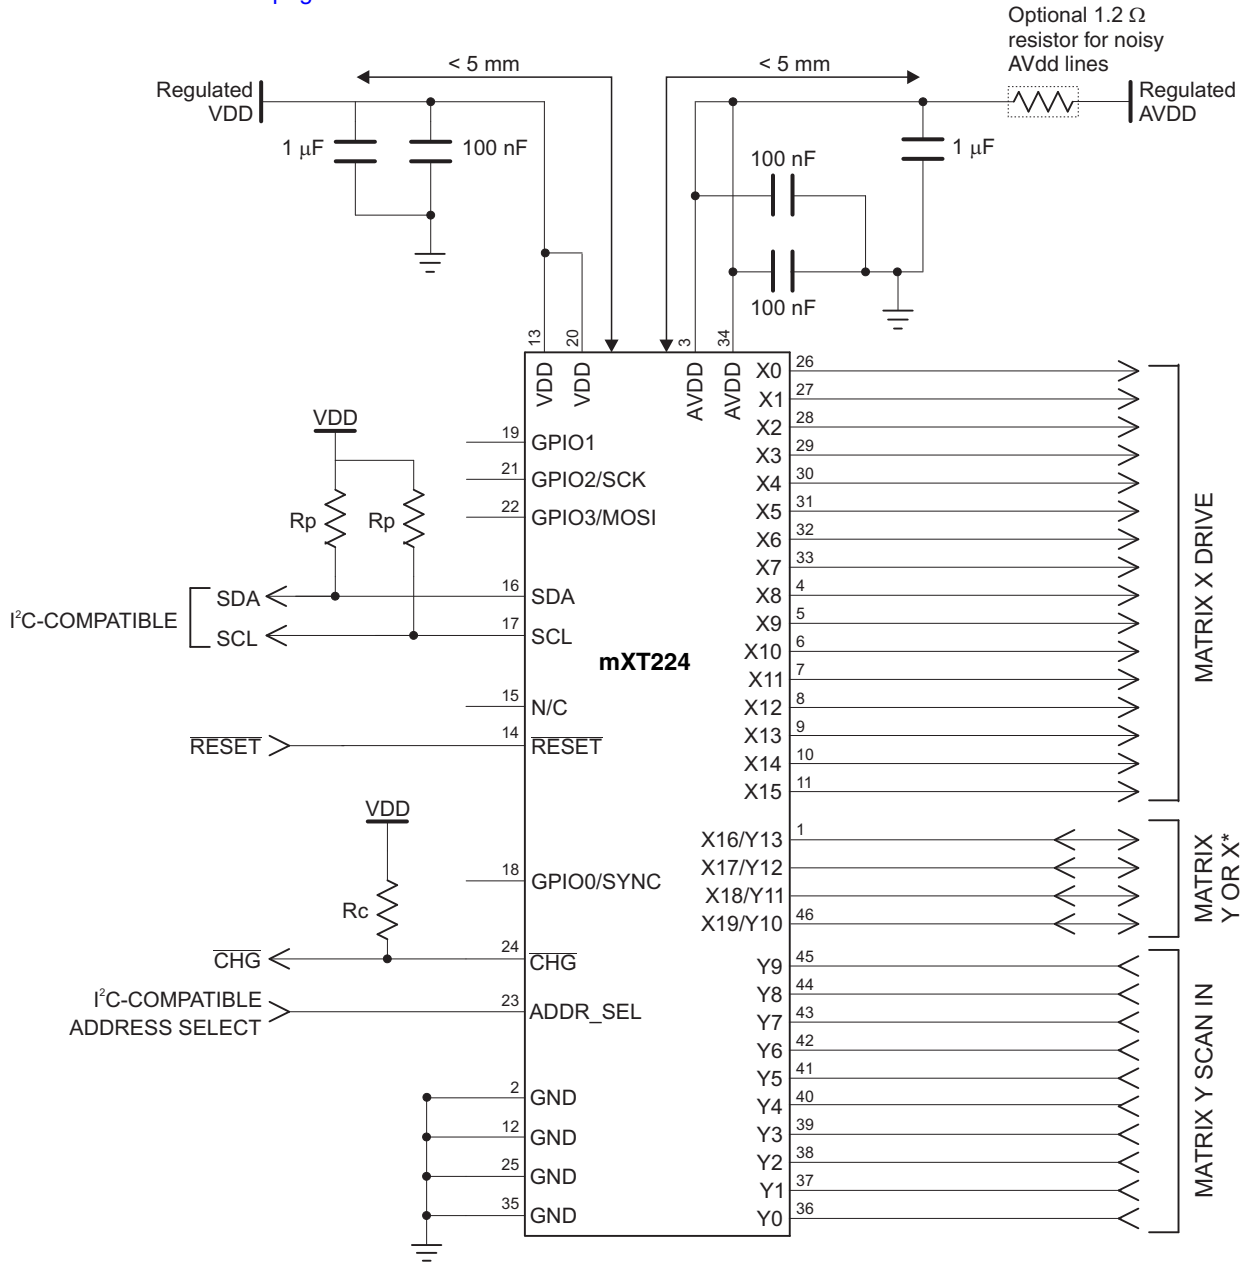 Optional 1.2 Ω
resistor for noisy
AVdd lines
< 5 mm
< 5 mm
Regulated
VDD
Regulated
AVDD
1 μF
100 nF
100 nF
1 μF
100 nF
13
20
3
34
VDD
VDD
AVDD
AVDD
VDD
Rp
Rp
I²C-COMPATIBLE
SDA
SCL
RESET
VDD
Rc
CHG
I²C-COMPATIBLE
ADDRESS SELECT
19 GPIO1
21 GPIO2/SCK
22 GPIO3/MOSI
16 SDA
17 SCL
mXT224
15 N/C
14 RESET
18 GPIO0/SYNC
24 CHG
23 ADDR_SEL
2 GND
12 GND
25 GND
35 GND
X0 26
X1 27
X2 28
X3 29
X4 30
X5 31
X6 32
X7 33
X8 4
X9 5
X10 6
X11 7
X12 8
X13 9
X14 10
X15 11
MATRIX X DRIVE
X16/Y13 1
X17/Y12
X18/Y11
X19/Y10 46
MATRIX
Y OR X*
Y9 45
Y8 44
Y7 43
Y6 42
Y5 41
Y4 40
Y3 39
Y2 38
Y1 37
Y0 36
MATRIX Y SCAN IN